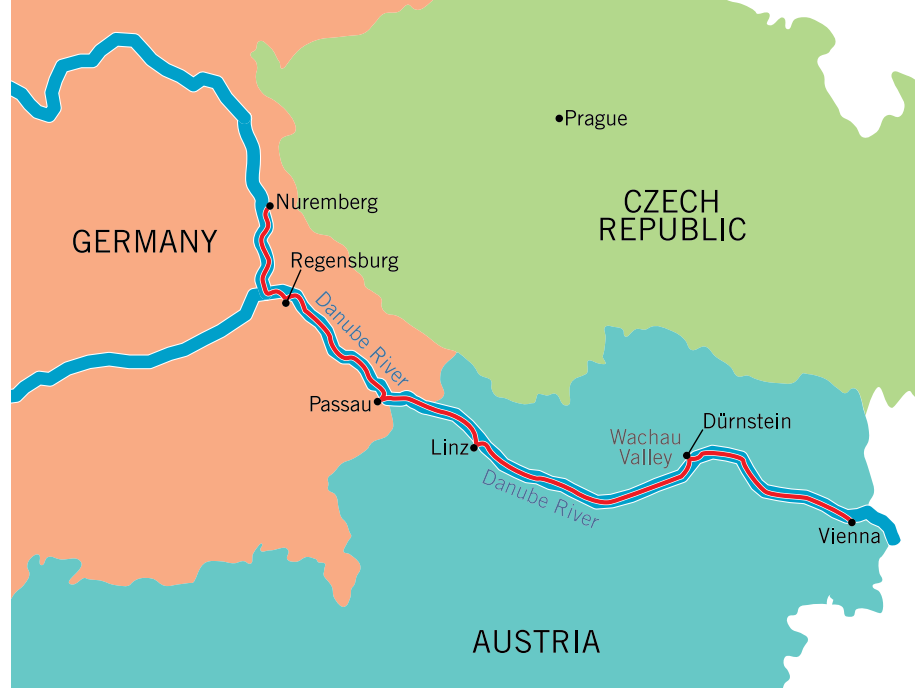 Prague
CZECH
REPUBLIC
Nuremberg
GERMANY
Regensburg
Danube River
Passau
Linz
Wachau
Valley
Dürnstein
Danube River
Vienna
AUSTRIA